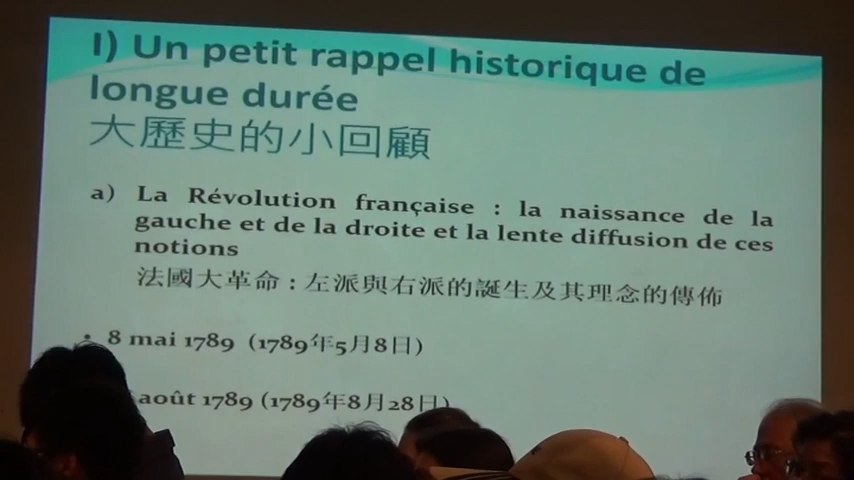 I) Un petit rappel historique de
longue durée
大歷史的小回顧
a) La Révolution française : la naissance de la
gauche et de la droite et la lente diffusion de ces
notions
法國大革命：左派與右派的誕生及其理念的傳佈
• 8 mai 1789 (1789年5月8日)
août 1789 (1789年8月28日)